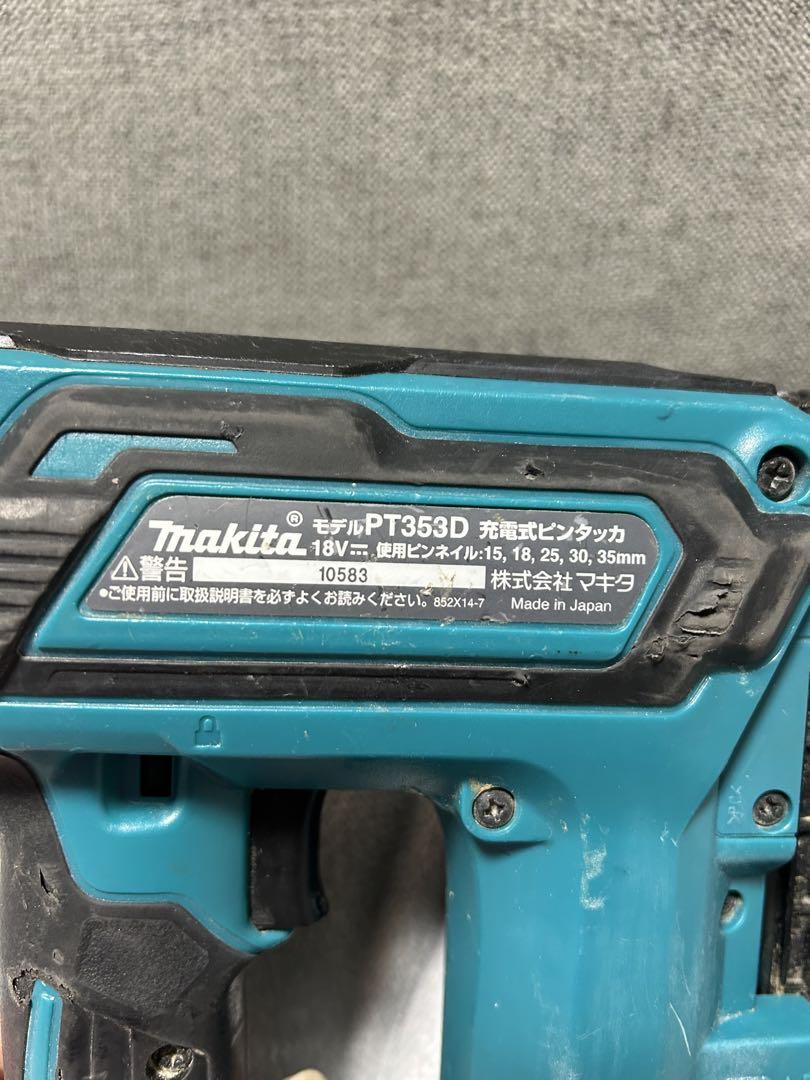 makita® モデルPT353D 充電式ピンタッカ
18V⎓ 使用ピンネイル:15, 18, 25, 30, 35mm
⚠警告 10583 株式会社マキタ
●ご使用前に取扱説明書を必ずよくお読みください。 852X14-7 Made in Japan